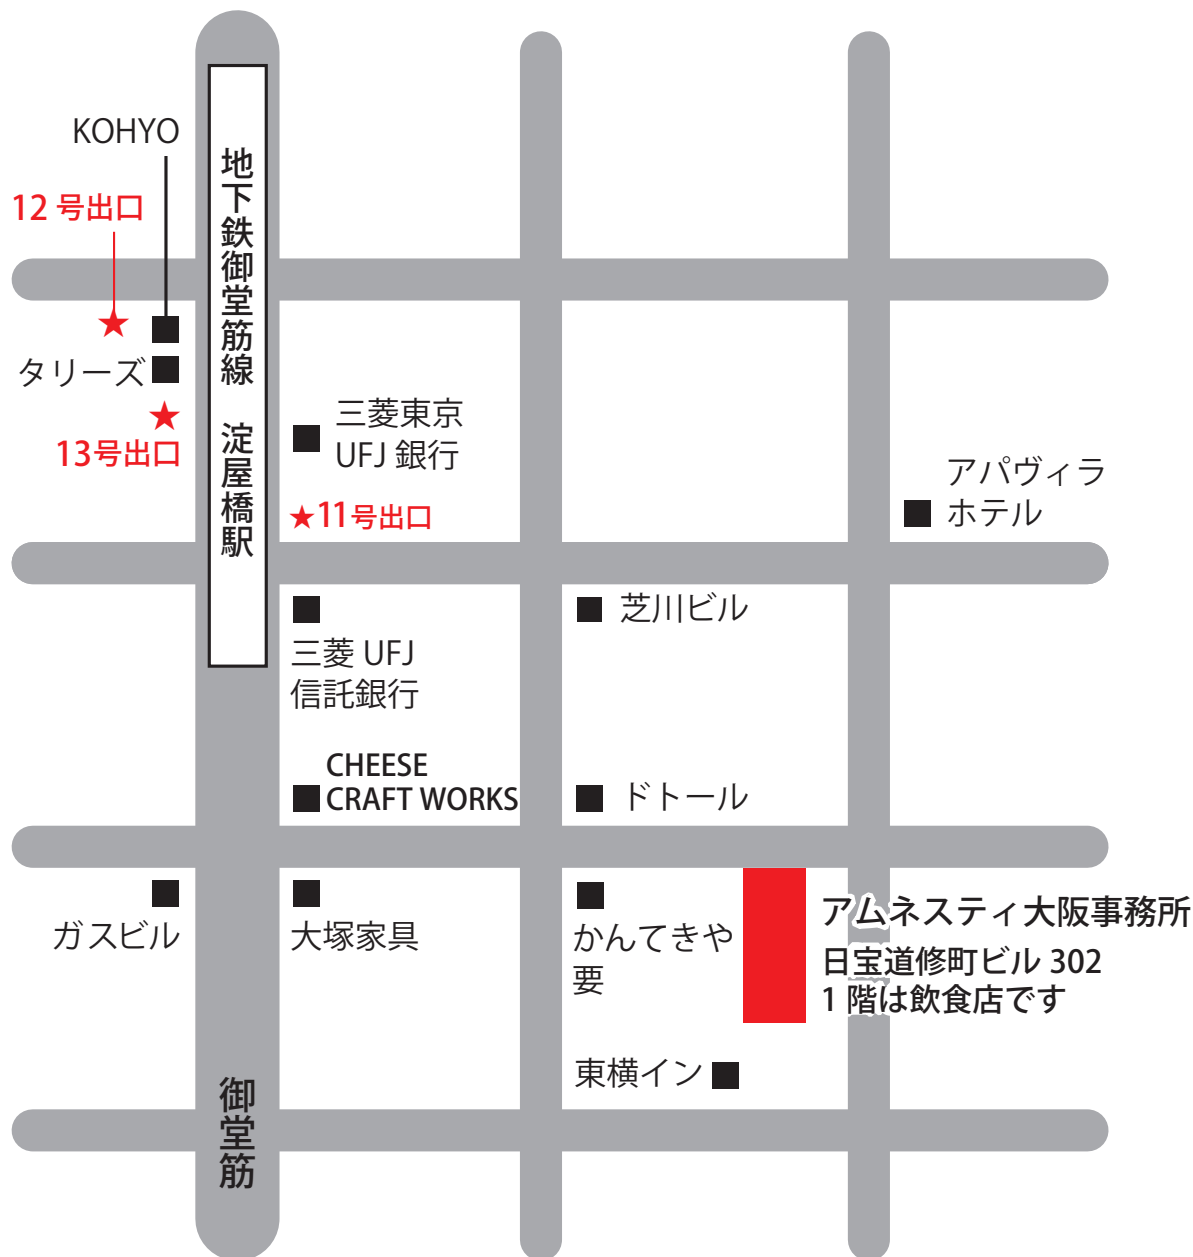 KOHYO
12 号出口
地下鉄御堂筋線 淀屋橋駅
タリーズ
13号出口
三菱東京
UFJ 銀行
★11号出口
アパヴィラ
ホテル
三菱 UFJ
信託銀行
芝川ビル
CHEESE
CRAFT WORKS
ドトール
ガスビル
大塚家具
かんてきや
要
アムネスティ大阪事務所
日宝道修町ビル 302
1 階は飲食店です
東横イン
御堂筋